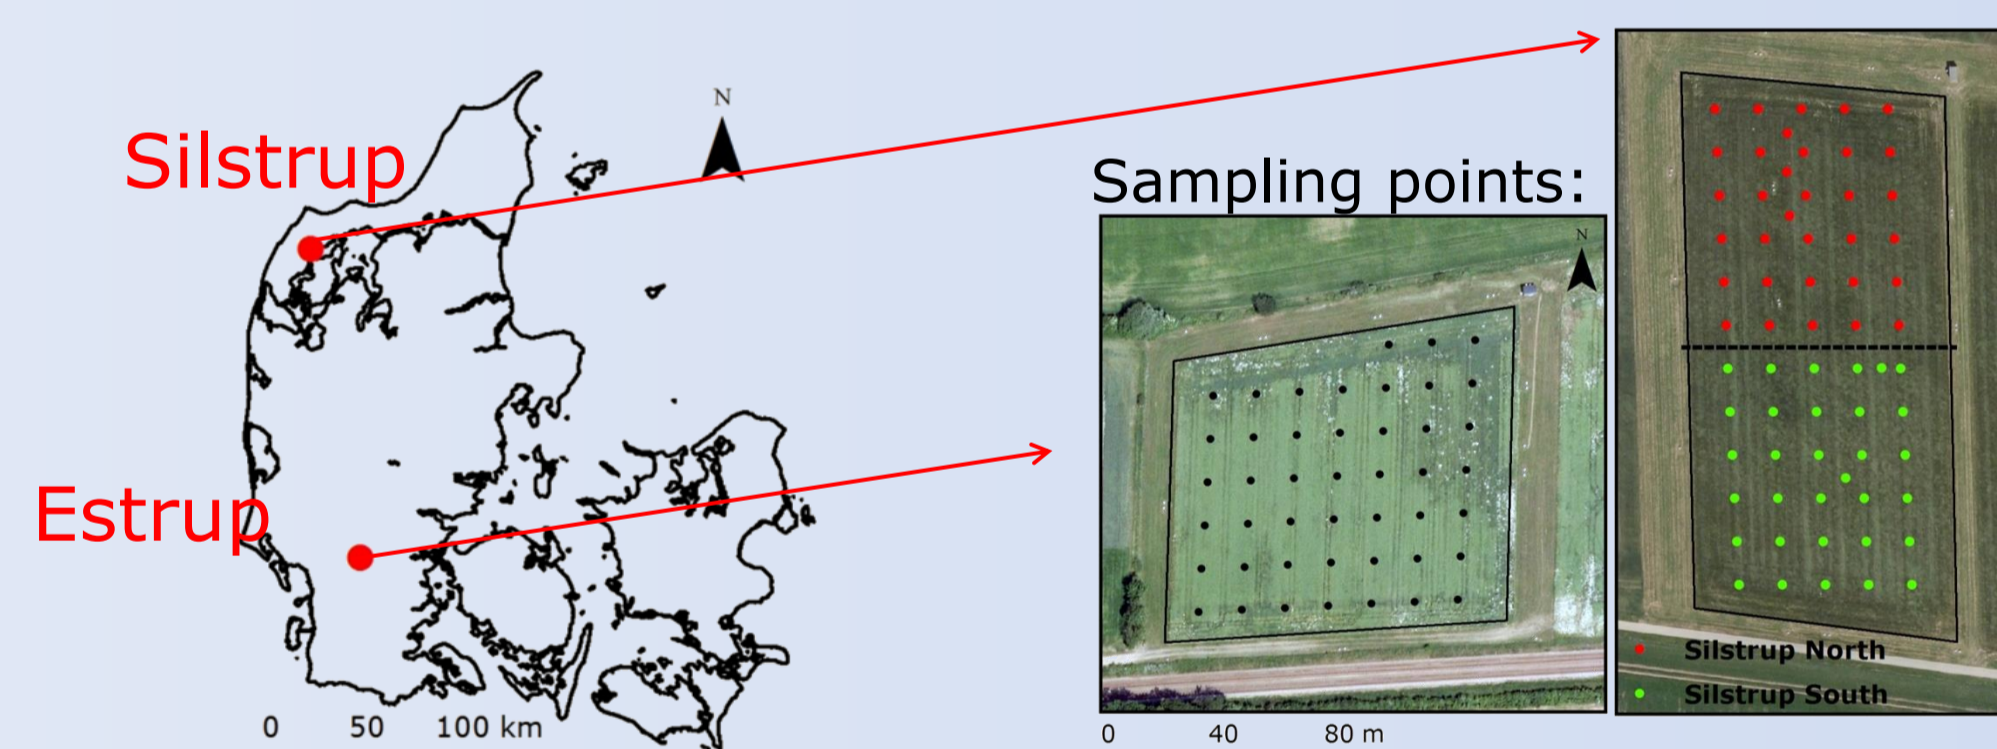 Silstrup
N
Sampling points:
N
Estrup
Silstrup North
Silstrup South
0 50 100 km
0 40 80 m